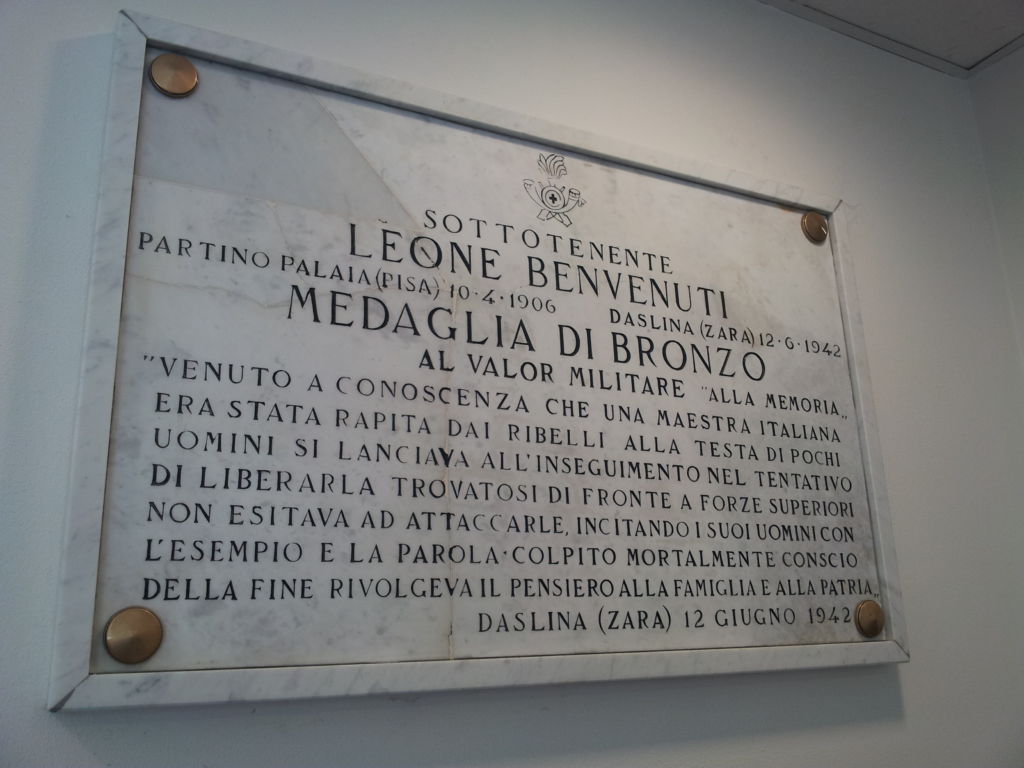 SOTTOTENENTE
LEONE BENVENUTI
PARTINO PALAIA (PISA) 10·4·1906 DASLINA (ZARA) 12·6·1942
MEDAGLIA DI BRONZO
AL VALOR MILITARE "ALLA MEMORIA„
"VENUTO A CONOSCENZA CHE UNA MAESTRA ITALIANA
ERA STATA RAPITA DAI RIBELLI ALLA TESTA DI POCHI
UOMINI SI LANCIAVA ALL'INSEGUIMENTO NEL TENTATIVO
DI LIBERARLA TROVATOSI DI FRONTE A FORZE SUPERIORI
NON ESITAVA AD ATTACCARLE, INCITANDO I SUOI UOMINI CON
L'ESEMPIO E LA PAROLA·COLPITO MORTALMENTE CONSCIO
DELLA FINE RIVOLGEVA IL PENSIERO ALLA FAMIGLIA E ALLA PATRIA„
DASLINA (ZARA) 12 GIUGNO 1942